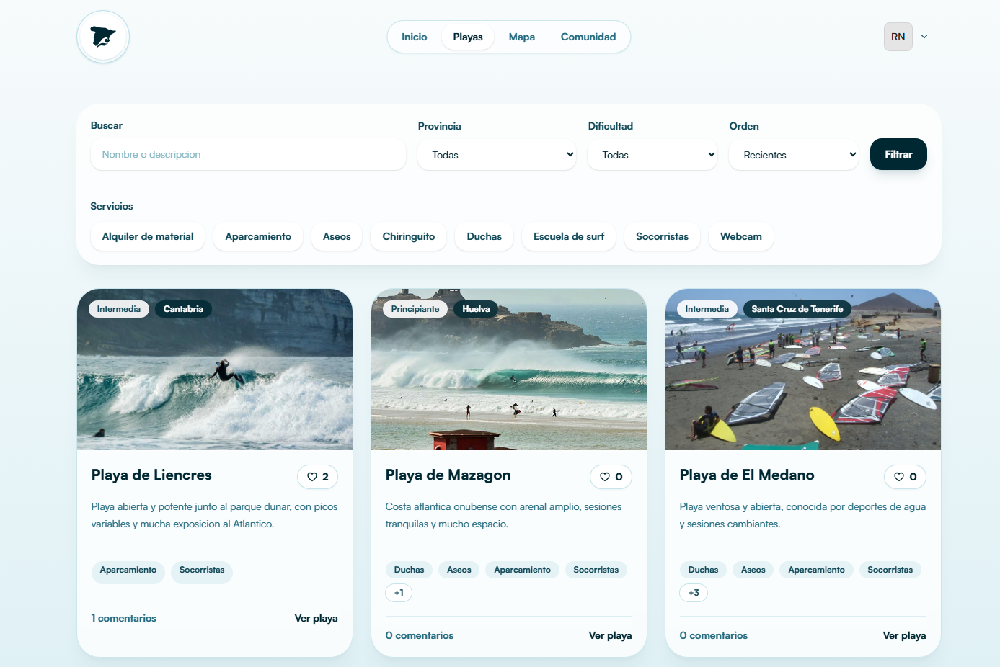 Inicio Playas Mapa Comunidad RN
Buscar Provincia Dificultad Orden
Nombre o descripcion Todas Todas Recientes Filtrar
Servicios
Alquiler de material Aparcamiento Aseos Chiringuito Duchas Escuela de surf Socorristas Webcam
Intermedia Cantabria
Playa de Liencres 2
Playa abierta y potente junto al parque dunar, con picos
variables y mucha exposicion al Atlantico.
Aparcamiento Socorristas
1 comentarios Ver playa
Principiante Huelva
Playa de Mazagon 0
Costa atlantica onubense con arenal amplio, sesiones
tranquilas y mucho espacio.
Duchas Aseos Aparcamiento Socorristas
+1
0 comentarios Ver playa
Intermedia Santa Cruz de Tenerife
Playa de El Medano 0
Playa ventosa y abierta, conocida por deportes de agua
y sesiones cambiantes.
Duchas Aseos Aparcamiento Socorristas
+3
0 comentarios Ver playa